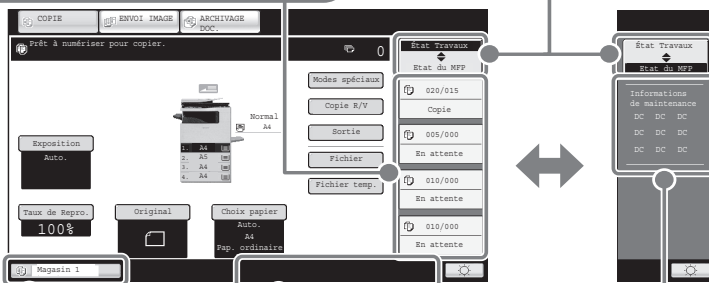 COPIE
ENVOI IMAGE
ARCHIVAGE
DOC.
Prêt à numériser pour copier.
0
Modes spéciaux
Copie R/V
Sortie
Fichier
Fichier temp.
Normal
A4
1. A4
2. A5
3. A4
4. A4
Exposition
Auto.
Taux de Repro.
100%
Original
Choix papier
Auto.
A4
Pap. ordinaire
Magasin 1
État Travaux
Etat du MFP
020/015
Copie
005/000
En attente
010/000
En attente
010/000
En attente
État Travaux
Etat du MFP
Informations
de maintenance
DC DC DC
DC DC DC
DC DC DC